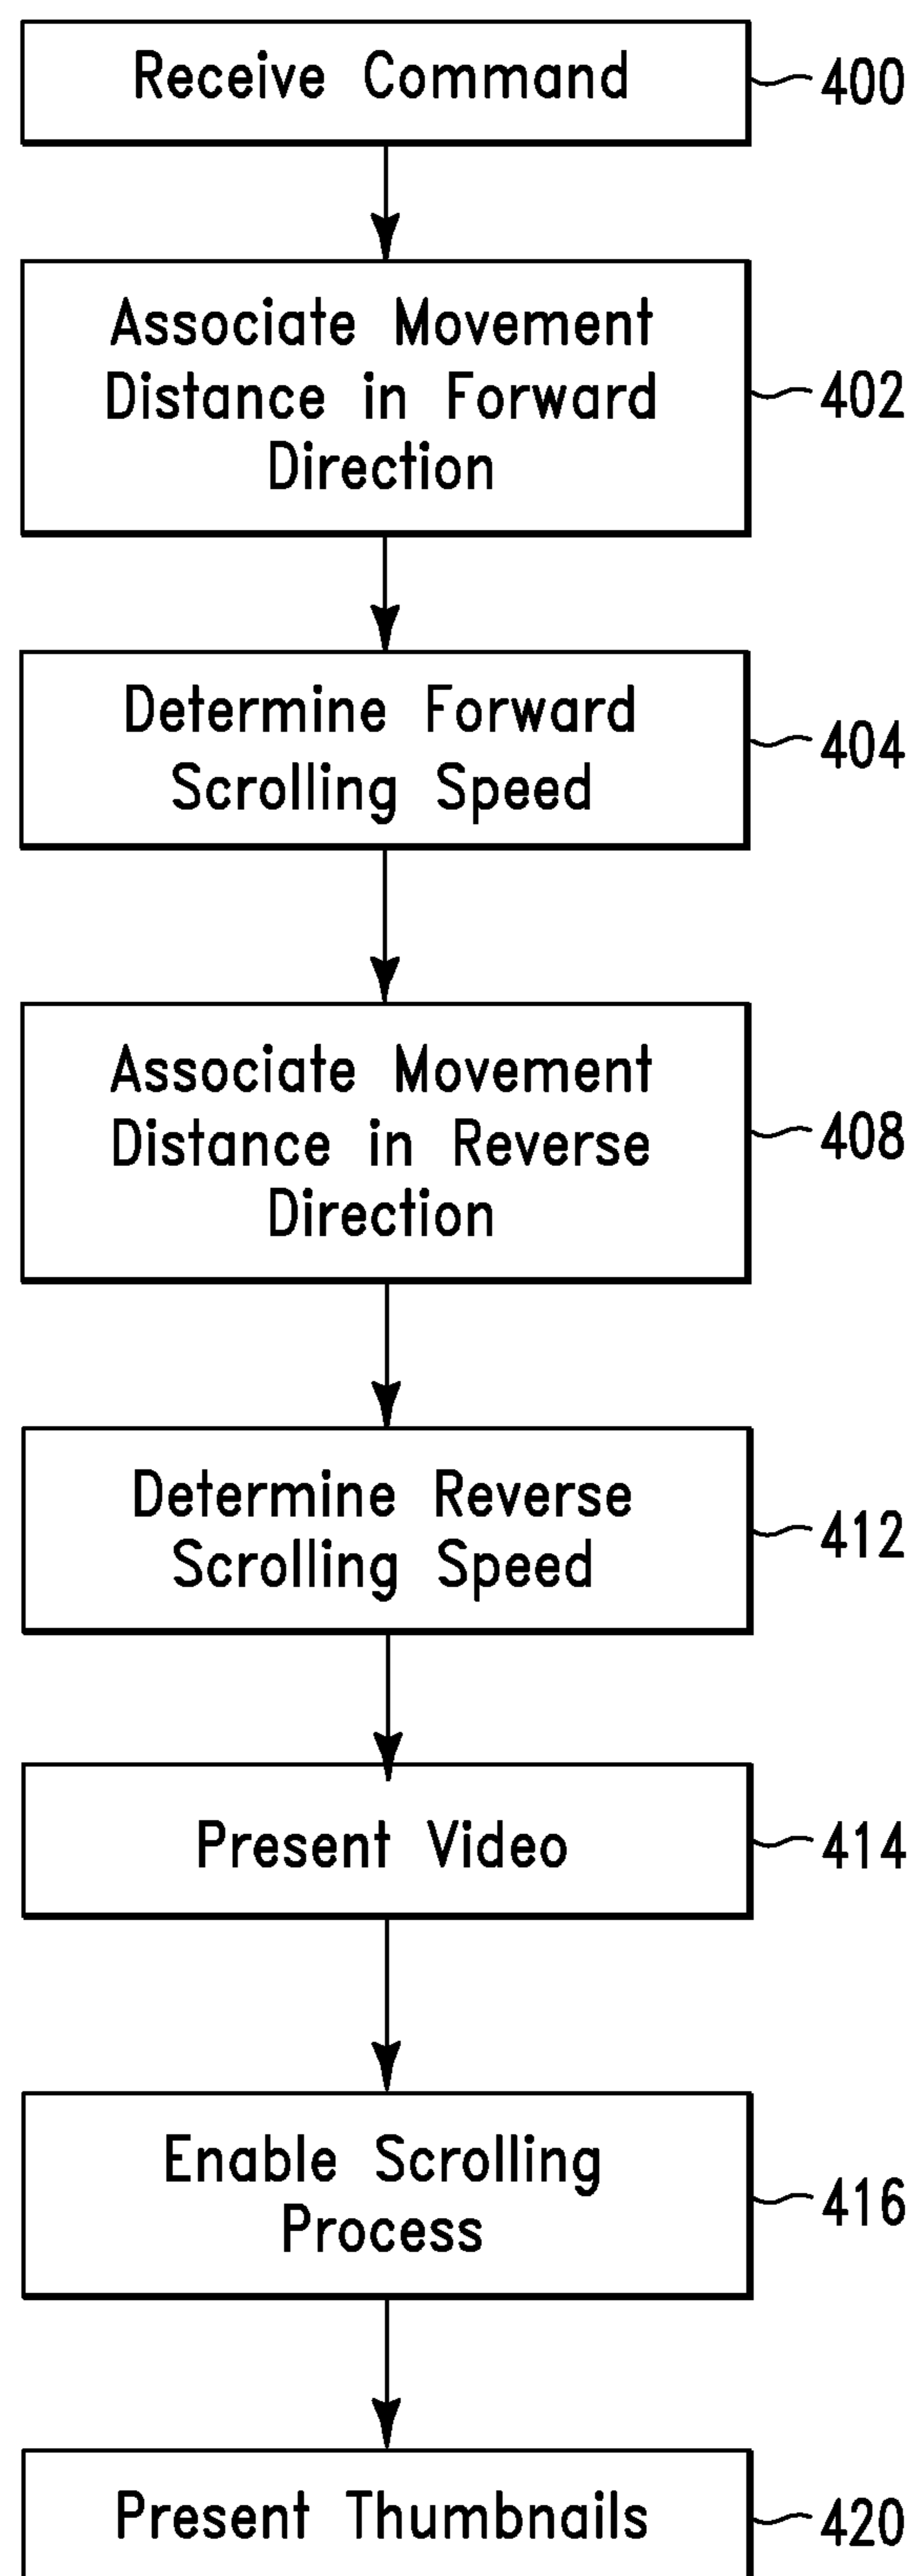 Receive Command
400
Associate Movement
Distance in Forward
Direction
402
Determine Forward
Scrolling Speed
404
Associate Movement
Distance in Reverse
Direction
408
Determine Reverse
Scrolling Speed
412
Present Video
414
Enable Scrolling
Process
416
Present Thumbnails
420